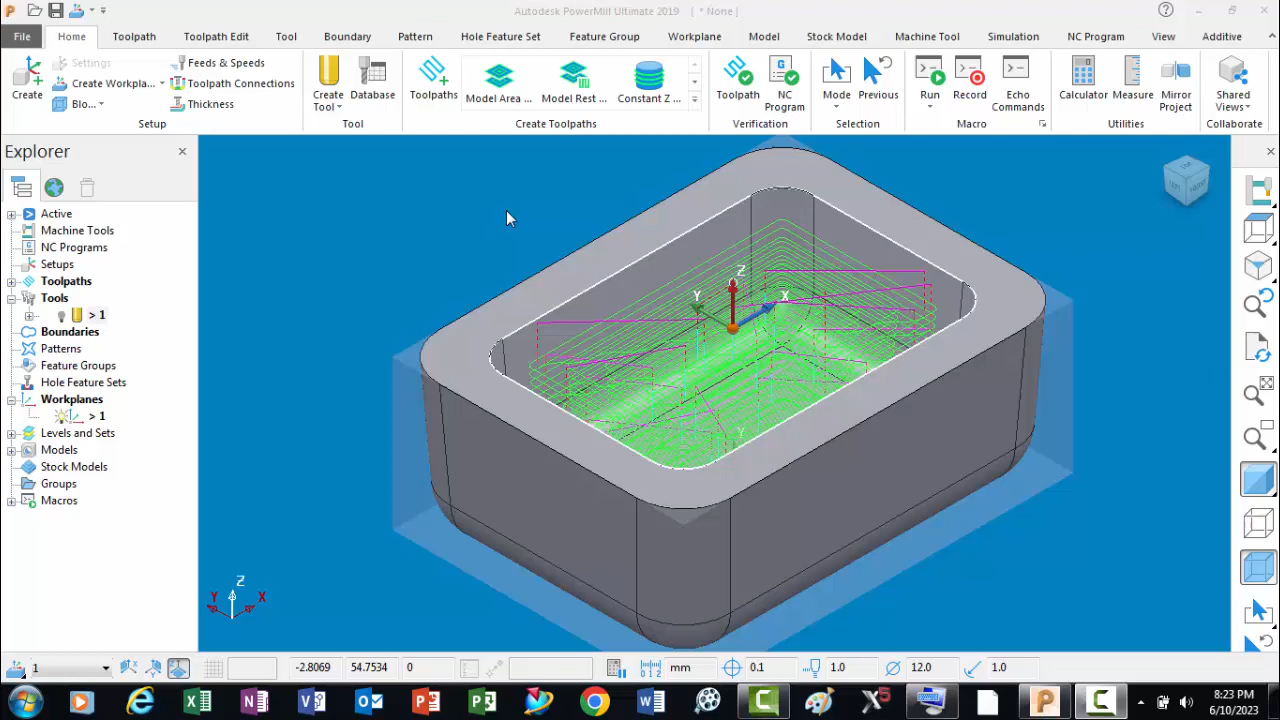 Autodesk PowerMill Ultimate 2019 [ * None ]
File Home Toolpath Toolpath Edit Tool Boundary Pattern Hole Feature Set Feature Group Workplane Model Stock Model Machine Tool Simulation NC Program View Additive
Settings
Create Workpla...
Blo...
Create
Feeds & Speeds
Toolpath Connections
Thickness
Setup
Create Tool
Database
Tool
Toolpaths
Model Area ...
Model Rest ...
Constant Z ...
Create Toolpaths
Toolpath
NC Program
Verification
Mode
Previous
Selection
Run
Record
Echo Commands
Macro
Calculator
Measure
Mirror Project
Utilities
Shared Views
Collaborate
Explorer
Active
Machine Tools
NC Programs
Setups
Toolpaths
Tools
> 1
Boundaries
Patterns
Feature Groups
Hole Feature Sets
Workplanes
> 1
Levels and Sets
Models
Stock Models
Groups
Macros
Z
Y
X
Y
Z
Y
X
1
-2.8069 54.7534 0 mm 0.1 1.0 12.0 1.0
8:23 PM
6/10/2023